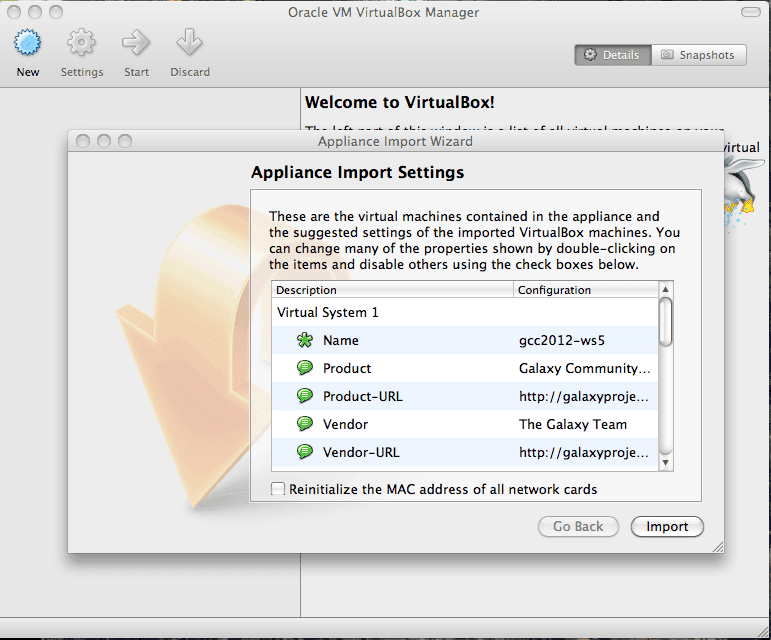 Oracle VM VirtualBox Manager
New
Settings
Start
Discard
Details
Snapshots
Welcome to VirtualBox!
The left part of this window is a list of all virtual machines on your
virtual
Appliance Import Wizard
Appliance Import Settings
These are the virtual machines contained in the appliance and
the suggested settings of the imported VirtualBox machines. You
can change many of the properties shown by double-clicking on
the items and disable others using the check boxes below.
Description Configuration
Virtual System 1
Name gcc2012-ws5
Product Galaxy Community...
Product-URL http://galaxyproje...
Vendor The Galaxy Team
Vendor-URL http://galaxyproje...
Reinitialize the MAC address of all network cards
Go Back
Import